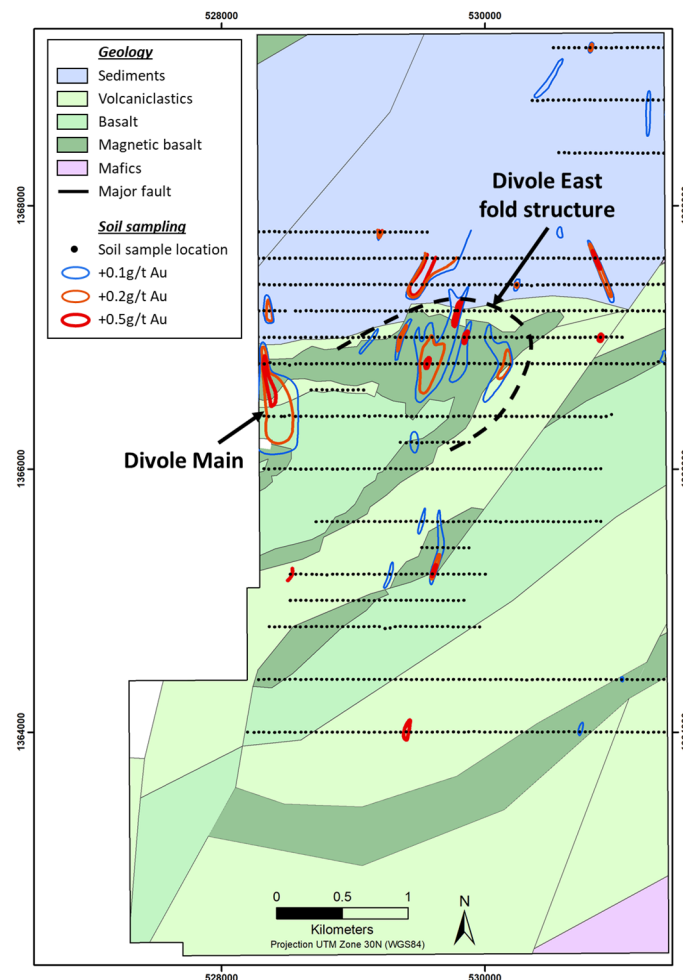 528000
530000
Geology
Sediments
Volcaniclastics
Basalt
Magnetic basalt
Mafics
Major fault
Soil sampling
Soil sample location
+0.1g/t Au
+0.2g/t Au
+0.5g/t Au
1368000
Divole East
fold structure
Divole Main
1366000
1364000
0 0.5 1
Kilometers
Projection UTM Zone 30N (WGS84)
N
528000
530000